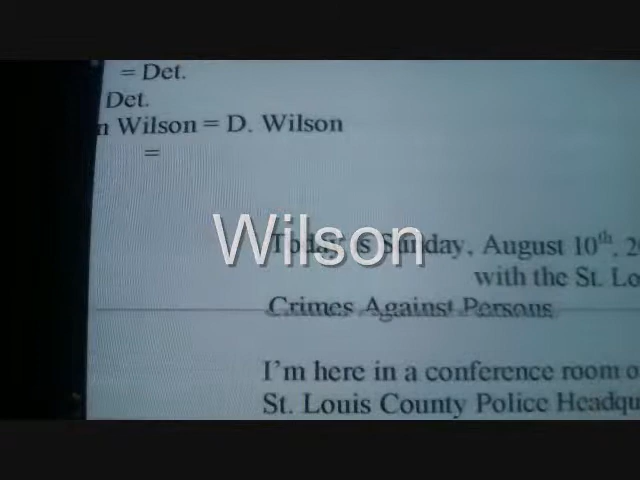 = Det.
Det.
n Wilson = D. Wilson
=
Wilson
Today is Sunday, August 10th, 2
with the St. Lo
Crimes Against Persons
I'm here in a conference room o
St. Louis County Police Headqu